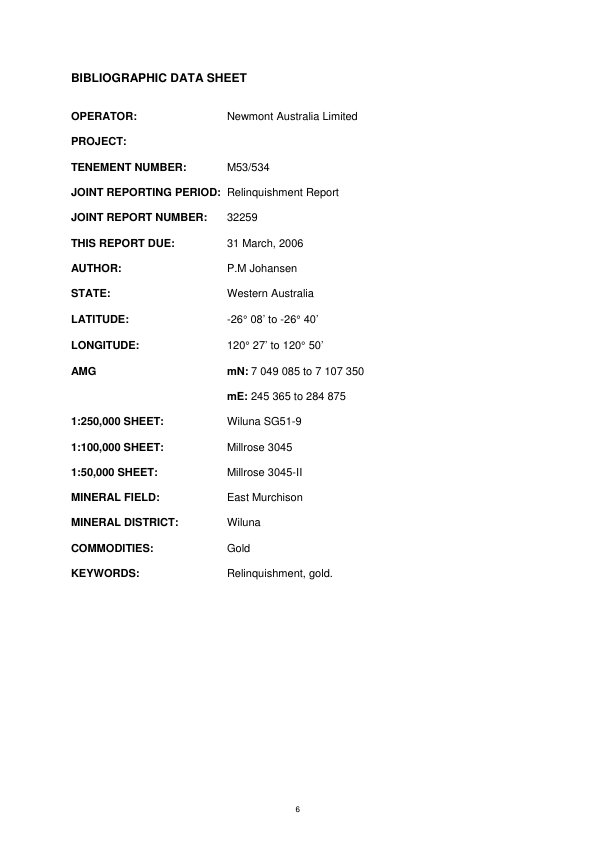 BIBLIOGRAPHIC DATA SHEET
OPERATOR: Newmont Australia Limited
PROJECT:
TENEMENT NUMBER: M53/534
JOINT REPORTING PERIOD: Relinquishment Report
JOINT REPORT NUMBER: 32259
THIS REPORT DUE: 31 March, 2006
AUTHOR: P.M Johansen
STATE: Western Australia
LATITUDE: -26° 08’ to -26° 40’
LONGITUDE: 120° 27’ to 120° 50’
AMG mN: 7 049 085 to 7 107 350
mE: 245 365 to 284 875
1:250,000 SHEET: Wiluna SG51-9
1:100,000 SHEET: Millrose 3045
1:50,000 SHEET: Millrose 3045-II
MINERAL FIELD: East Murchison
MINERAL DISTRICT: Wiluna
COMMODITIES: Gold
KEYWORDS: Relinquishment, gold.
6